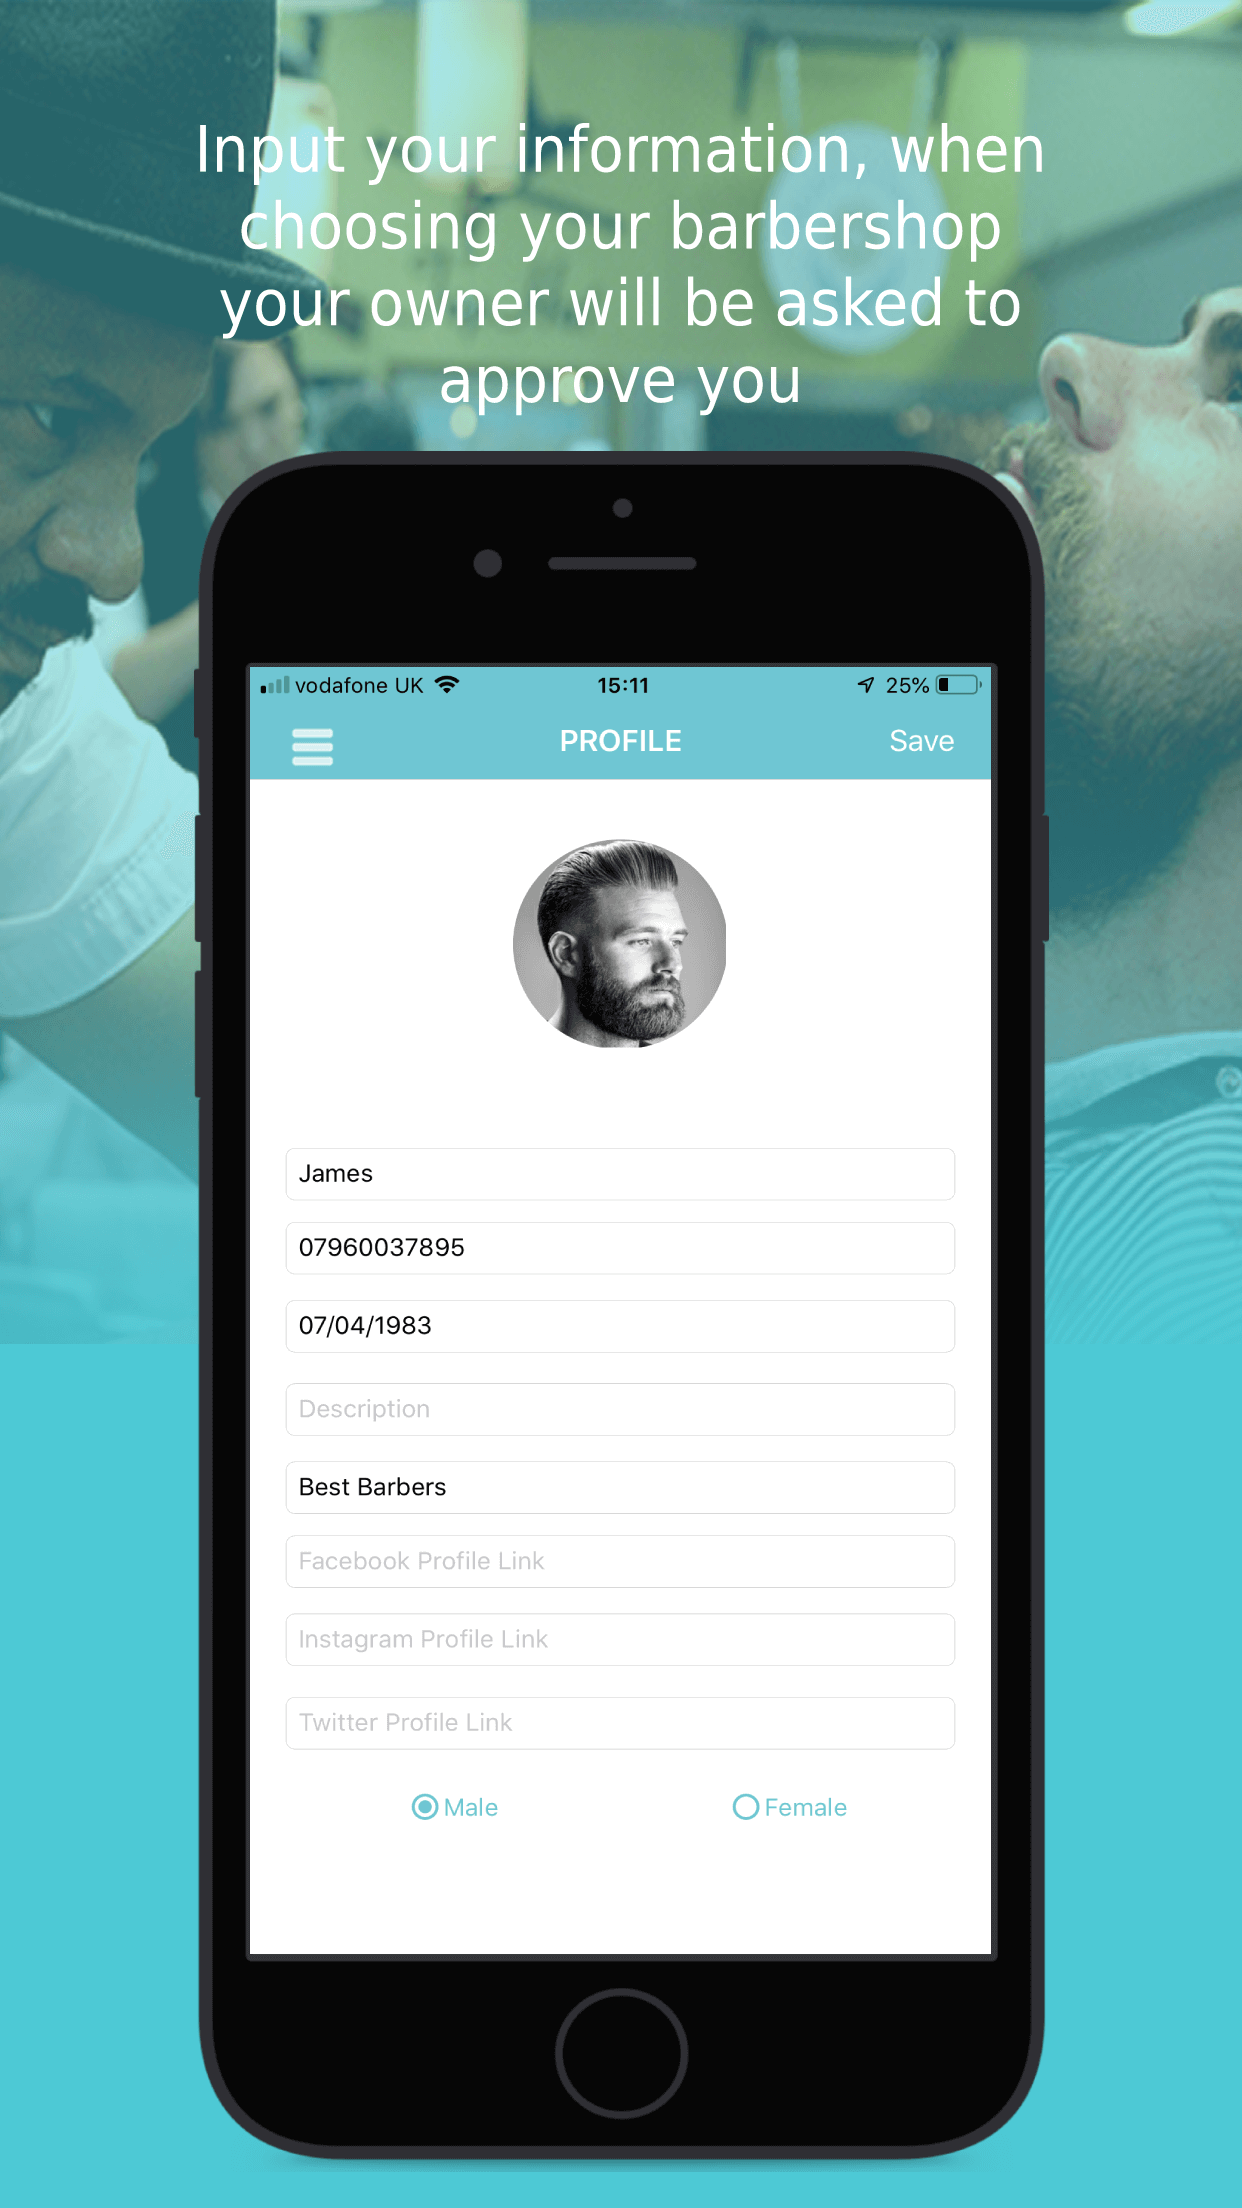 Input your information, when
choosing your barbershop
your owner will be asked to
approve you
vodafone UK 15:11 25%
PROFILE Save
James
07960037895
07/04/1983
Description
Best Barbers
Facebook Profile Link
Instagram Profile Link
Twitter Profile Link
Male Female